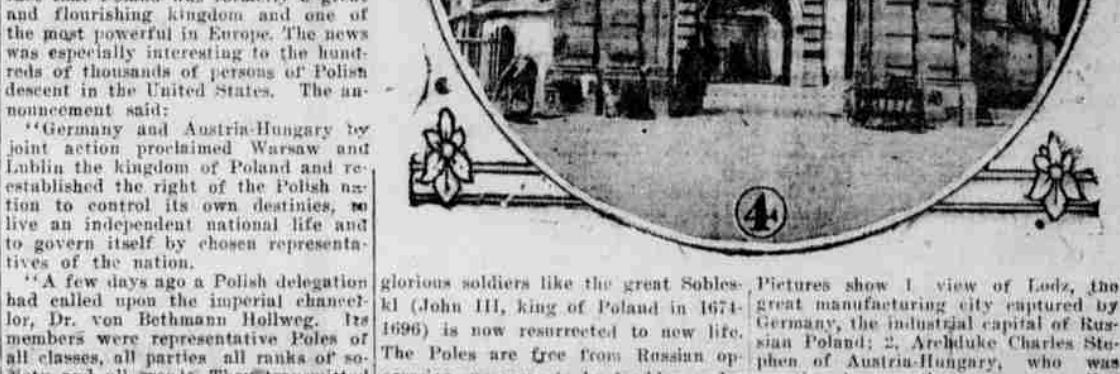 and flourishing kingdom and one of
the most powerful in Europe. The news
was especially interesting to the hund-
reds of thousands of persons of Polish
descent in the United States. The an-
nouncement said:
"Germany and Austria-Hungary by
joint action proclaimed Warsaw and
Lublin the kingdom of Poland and re-
established the right of the Polish na-
tion to control its own destinies, to
live an independent national life and
to govern itself by chosen representa-
tives of the nation.
"A few days ago a Polish delegation
had called upon the imperial chancel-
lor, Dr. von Bethmann Hollweg. Its
members were representative Poles of
all classes, all parties all ranks of so-
4
glorious soldiers like the great Sobies-
ki (John III, king of Poland in 1674-
1696) is now resurrected to new life.
The Poles are free from Russian op-
Pictures show 1 view of Lodz, the
great manufacturing city captured by
Germany, the industrial capital of Rus-
sian Poland; 2, Archduke Charles Ste-
phen of Austria-Hungary, who was